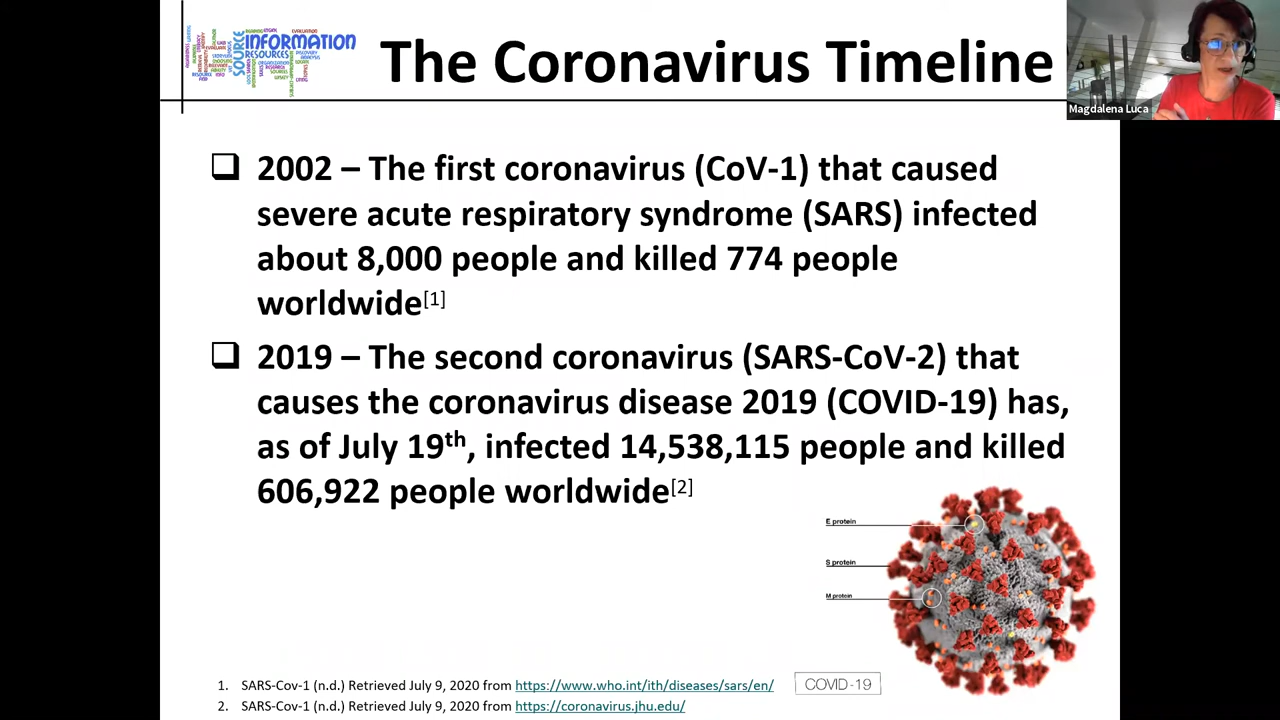 INFORMATION
SOURCE
RESOURCES
The Coronavirus Timeline
Magdalena Luca
❑ 2002 – The first coronavirus (CoV-1) that caused
severe acute respiratory syndrome (SARS) infected
about 8,000 people and killed 774 people
worldwide[1]
❑ 2019 – The second coronavirus (SARS-CoV-2) that
causes the coronavirus disease 2019 (COVID-19) has,
as of July 19th, infected 14,538,115 people and killed
606,922 people worldwide[2]
E protein
S protein
M protein
COVID-19
1. SARS-Cov-1 (n.d.) Retrieved July 9, 2020 from https://www.who.int/ith/diseases/sars/en/
2. SARS-Cov-1 (n.d.) Retrieved July 9, 2020 from https://coronavirus.jhu.edu/